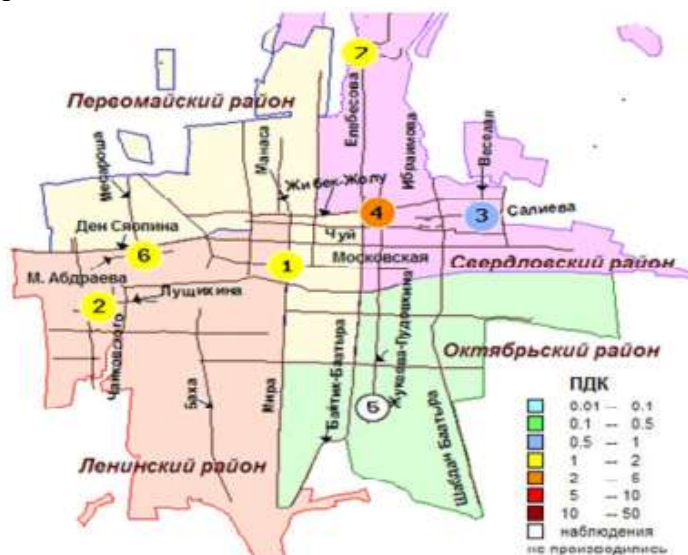 7
Первомайский район
Елебесова
Ибраимова
Веселая
Месароша
Манаса
Жибек-Жолу
4
3
Салиева
Ден Сяопина
Чуй
6
1
Московская
М. Абдраева
Свердловский район
2
Лущихина
Чайковского
Баха
Мира
Байтик-Баатыра
Жукеева-Пудовкина
Октябрьский район
5
Шабдан Баатыра
Ленинский район
ПДК
0.01 -- 0.1
0.1 -- 0.5
0.5 -- 1
1 -- 2
2 -- 6
5 -- 10
10 -- 50
наблюдения
не производились